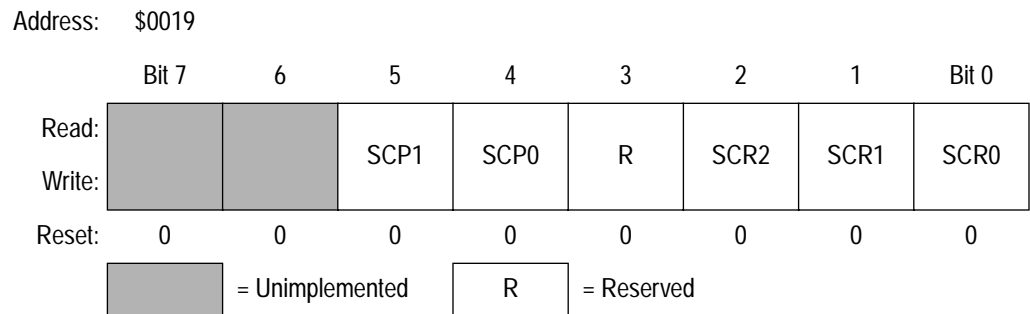 Address: $0019
Bit 7 6 5 4 3 2 1 Bit 0
Read:
SCP1 SCP0 R SCR2 SCR1 SCR0
Write:
Reset: 0 0 0 0 0 0 0 0
= Unimplemented R = Reserved